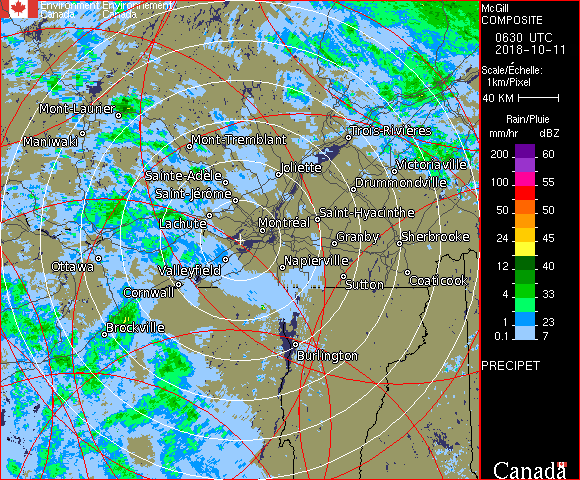 Environment Environnement
Canada Canada
McGill
COMPOSITE
0630 UTC
2018-10-11
Scale/Échelle:
1km/Pixel
40 KM
Rain/Pluie
mm/hr dBZ
200 60
150 57
100 55
50 50
24 45
12 40
4 33
1 23
0.1 7
PRECIPET
Canada
Mont-Laurier
Maniwaki
Mont-Tremblant
Trois-Rivières
Victoriaville
Sainte-Adèle
Joliette
Drummondville
Saint-Jérôme
Lachute
Montréal
Saint-Hyacinthe
Granby
Sherbrooke
Ottawa
Valleyfield
Napierville
Cornwall
Sutton
Coaticook
Brockville
Burlington